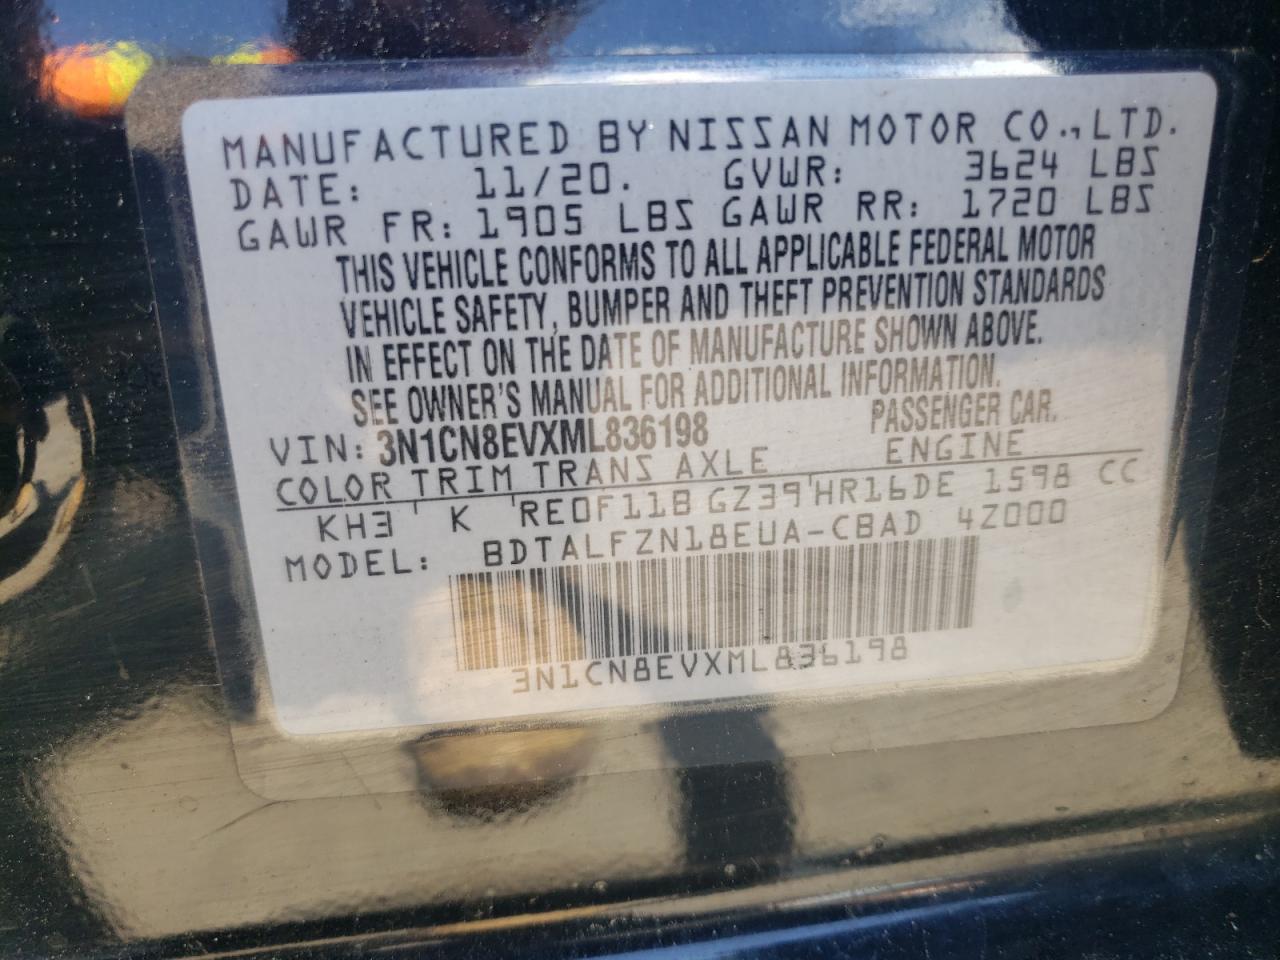 MANUFACTURED BY NISSAN MOTOR CO., LTD.
DATE: 11/20. GVWR: 3624 LBS
GAWR FR: 1905 LBS GAWR RR: 1720 LBS
THIS VEHICLE CONFORMS TO ALL APPLICABLE FEDERAL MOTOR
VEHICLE SAFETY, BUMPER AND THEFT PREVENTION STANDARDS
IN EFFECT ON THE DATE OF MANUFACTURE SHOWN ABOVE.
SEE OWNER'S MANUAL FOR ADDITIONAL INFORMATION.
VIN: 3N1CN8EVXML836198 PASSENGER CAR.
COLOR TRIM TRANS AXLE ENGINE
KH3 K RE0F11B GZ39 HR16DE 1598 CC
MODEL: BDTALFZN18EUA-CBAD 4Z000
3N1CN8EVXML836198